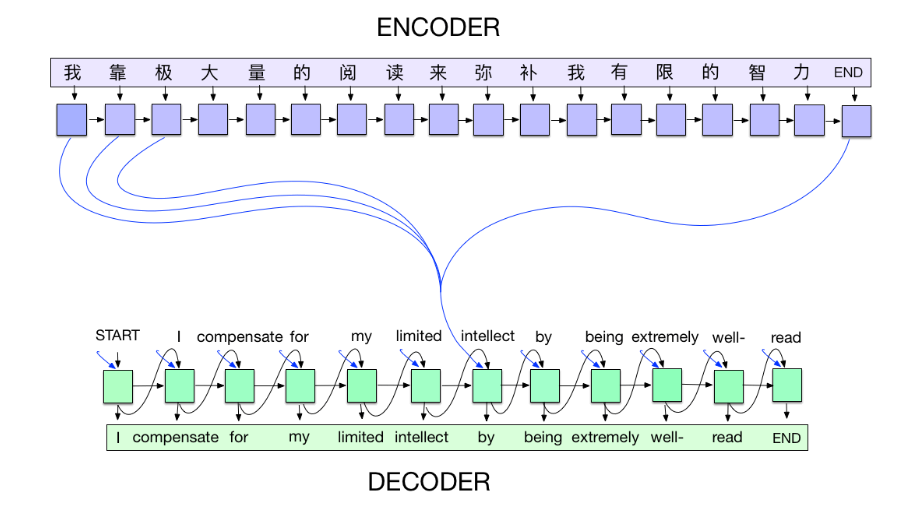 ENCODER
我 靠 极 大 量 的 阅 读 来 弥 补 我 有 限 的 智 力 END
START I compensate for my limited intellect by being extremely well- read
I compensate for my limited intellect by being extremely well- read END
DECODER